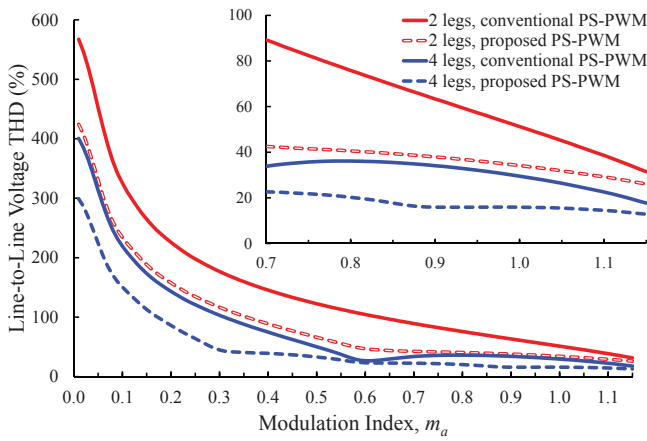 2 legs, conventional PS-PWM
2 legs, proposed PS-PWM
4 legs, conventional PS-PWM
4 legs, proposed PS-PWM
100
80
60
40
20
0
0.7 0.8 0.9 1.0 1.1
Line-to-Line Voltage THD (%)
600
500
400
300
200
100
0
0.0 0.1 0.2 0.3 0.4 0.5 0.6 0.7 0.8 0.9 1.0 1.1
Modulation Index, mₐ